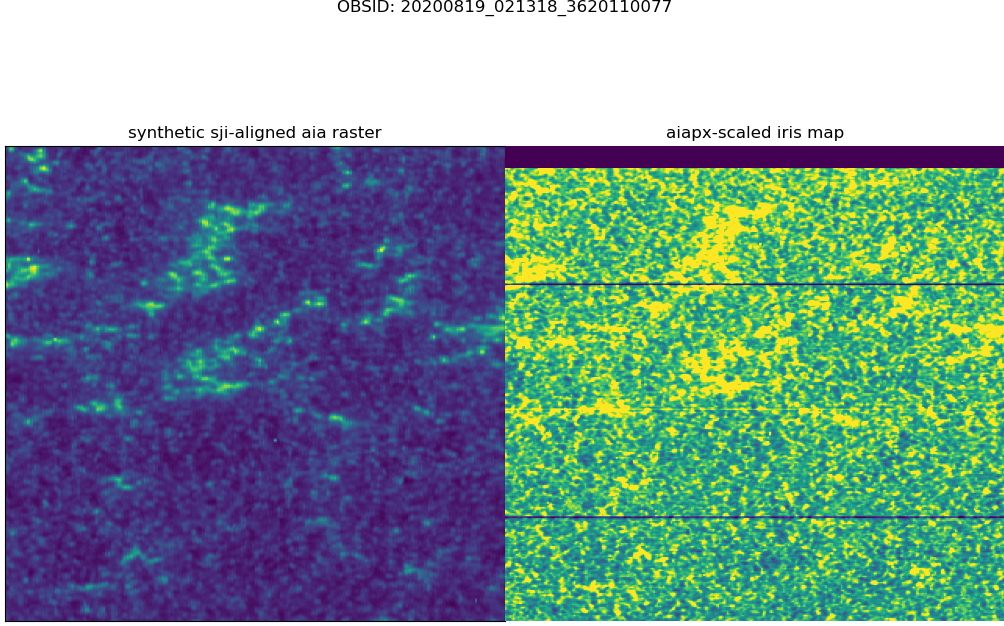 OBSID: 20200819_021318_3620110077
synthetic sji-aligned aia raster
aiapx-scaled iris map